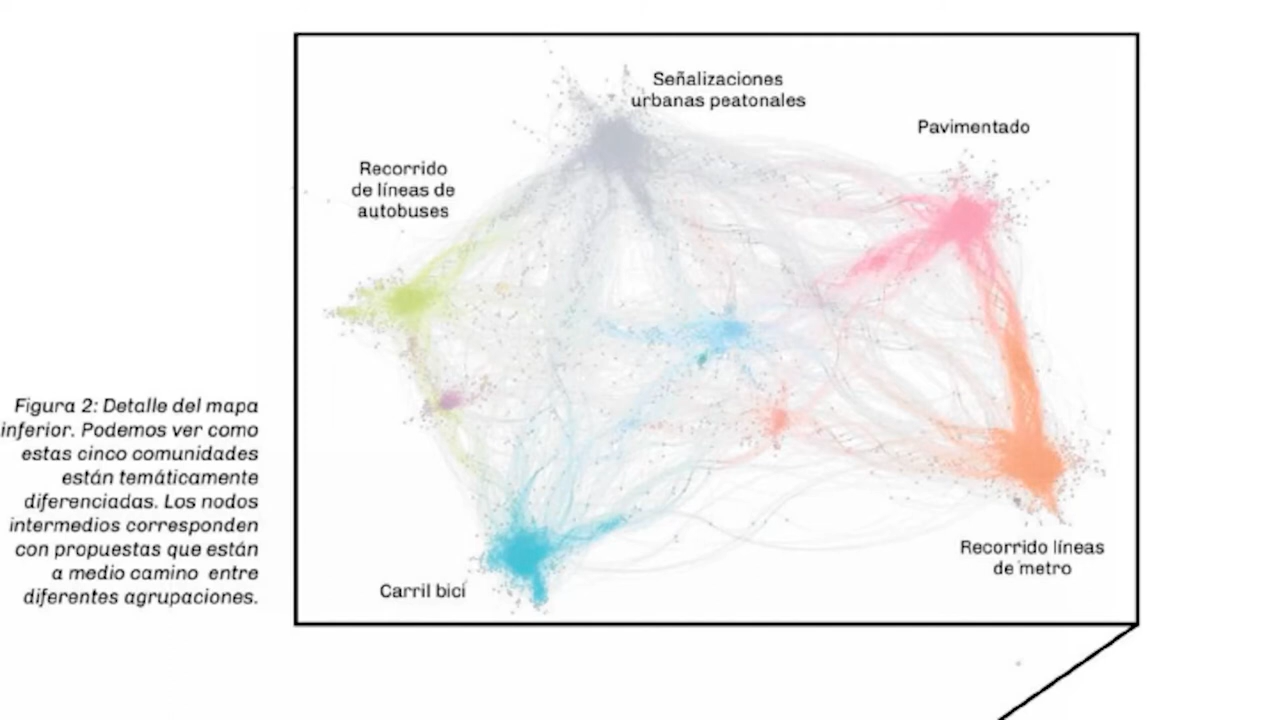 Señalizaciones
urbanas peatonales
Pavimentado
Recorrido
de líneas de
autobuses
Figura 2: Detalle del mapa
inferior. Podemos ver como
estas cinco comunidades
están temáticamente
diferenciadas. Los nodos
intermedios corresponden
con propuestas que están
a medio camino entre
diferentes agrupaciones.
Recorrido líneas
de metro
Carril bici